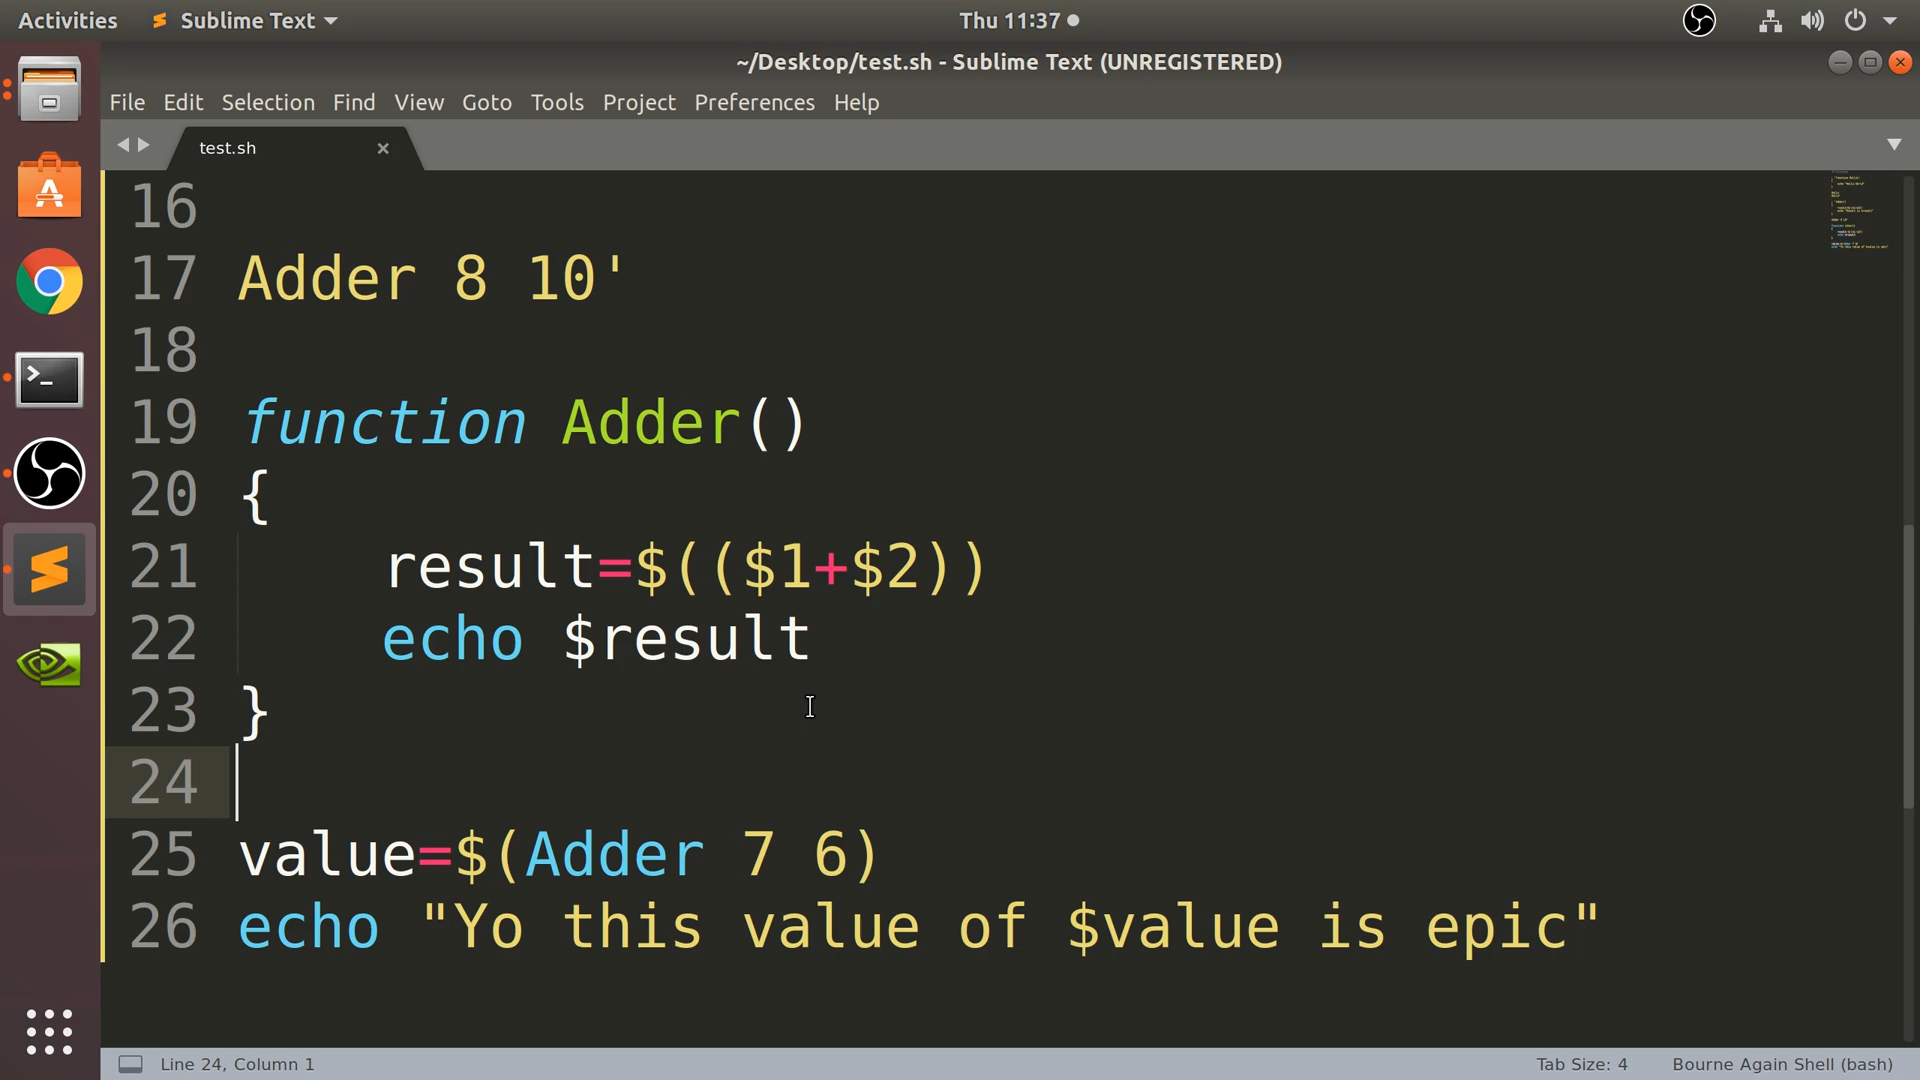 Activities Sublime Text Thu 11:37
~/Desktop/test.sh - Sublime Text (UNREGISTERED)
File Edit Selection Find View Goto Tools Project Preferences Help
test.sh
16
17 Adder 8 10'
18
19 function Adder()
20 {
21 result=$(($1+$2))
22 echo $result
23 }
24
25 value=$(Adder 7 6)
26 echo "Yo this value of $value is epic"
Line 24, Column 1 Tab Size: 4 Bourne Again Shell (bash)